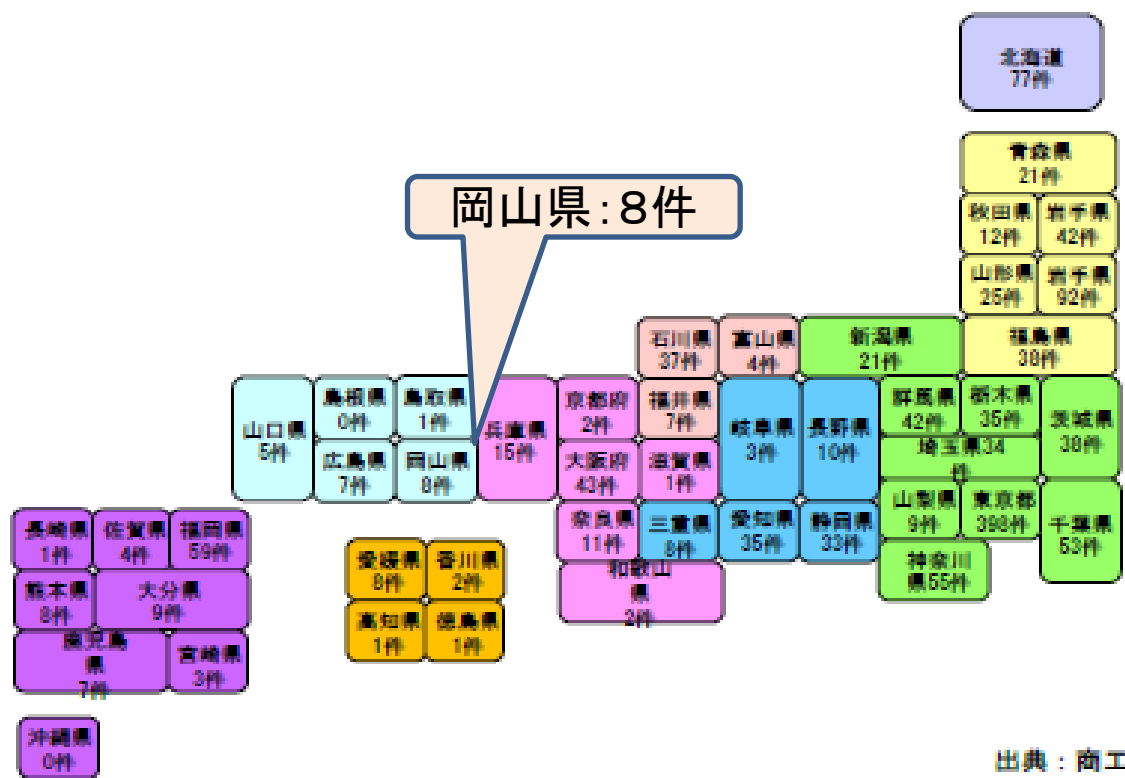 北海道
77件
青森県
21件
岡山県：8件
秋田県
12件
岩手県
42件
山形県
25件
岩手県
92件
石川県
37件
富山県
4件
新潟県
21件
福島県
38件
山口県
5件
島根県
0件
鳥取県
1件
兵庫県
15件
京都府
2件
福井県
7件
岐阜県
3件
長野県
10件
群馬県
42件
栃木県
35件
茨城県
38件
広島県
7件
岡山県
8件
大阪府
43件
滋賀県
1件
埼玉県34
件
山梨県
9件
東京都
398件
千葉県
53件
長崎県
1件
佐賀県
4件
福岡県
59件
奈良県
11件
三重県
8件
愛知県
35件
静岡県
33件
神奈川
県55件
愛媛県
8件
香川県
2件
和歌山
県
2件
熊本県
8件
大分県
9件
高知県
1件
徳島県
1件
鹿児島
県
7件
宮崎県
3件
沖縄県
0件
出典：商工